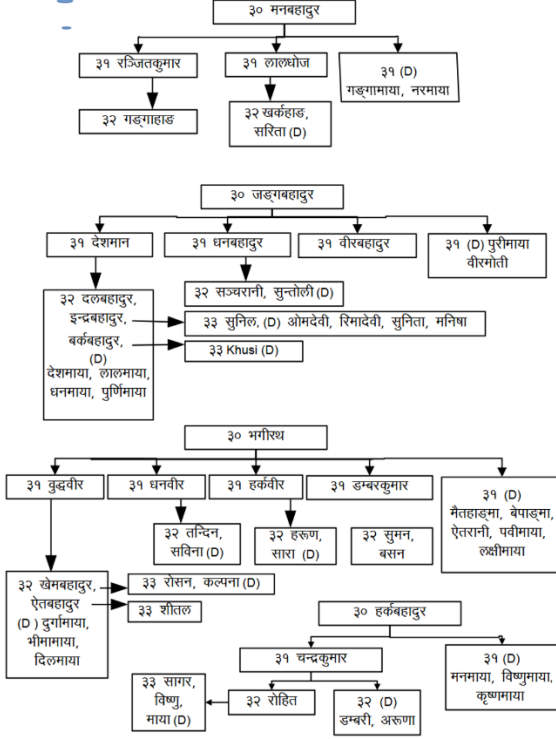 ३० मनबहादुर
३१ रञ्जितकुमार
३१ लालघोज
३१ (D)
गङ्गामाया, नरमाया
३२ गङ्गाहाङ
३२ खर्कहाङ,
सरिता (D)
३० जङ्गबहादुर
३१ देशमान
३१ धनबहादुर
३१ वीरबहादुर
३१ (D) पुरीमाया
वीरमोती
३२ सञ्चरानी, सुन्तोली (D)
३२ दलबहादुर,
इन्द्रबहादुर,
बर्कबहादुर,
(D)
देशमाया, लालमाया,
धनमाया, पुर्णिमाया
३३ सुनिल, (D) ओमदेवी, रिमादेवी, सुनिता, मनिषा
३३ Khusi (D)
३० भगीरथ
३१ वुद्धवीर
३१ धनवीर
३१ हर्कवीर
३१ डम्बरकुमार
३१ (D)
मैतहाङ्मा, बेपाङ्मा,
ऐतरानी, पवीमाया,
लक्षीमाया
३२ तन्दिन,
सविना (D)
३२ हरूण,
सारा (D)
३२ सुमन,
बसन
३२ खेमबहादुर,
ऐतबहादुर
(D) दुर्गामाया,
भीमामाया,
दिलमाया
३३ रोसन, कल्पना (D)
३३ शीतल
३० हर्कबहादुर
३१ चन्द्रकुमार
३१ (D)
मनमाया, विष्णुमाया,
कृष्णमाया
३३ सागर,
विष्णु,
माया (D)
३२ रोहित
३२ (D)
डम्बरी, अरूणा